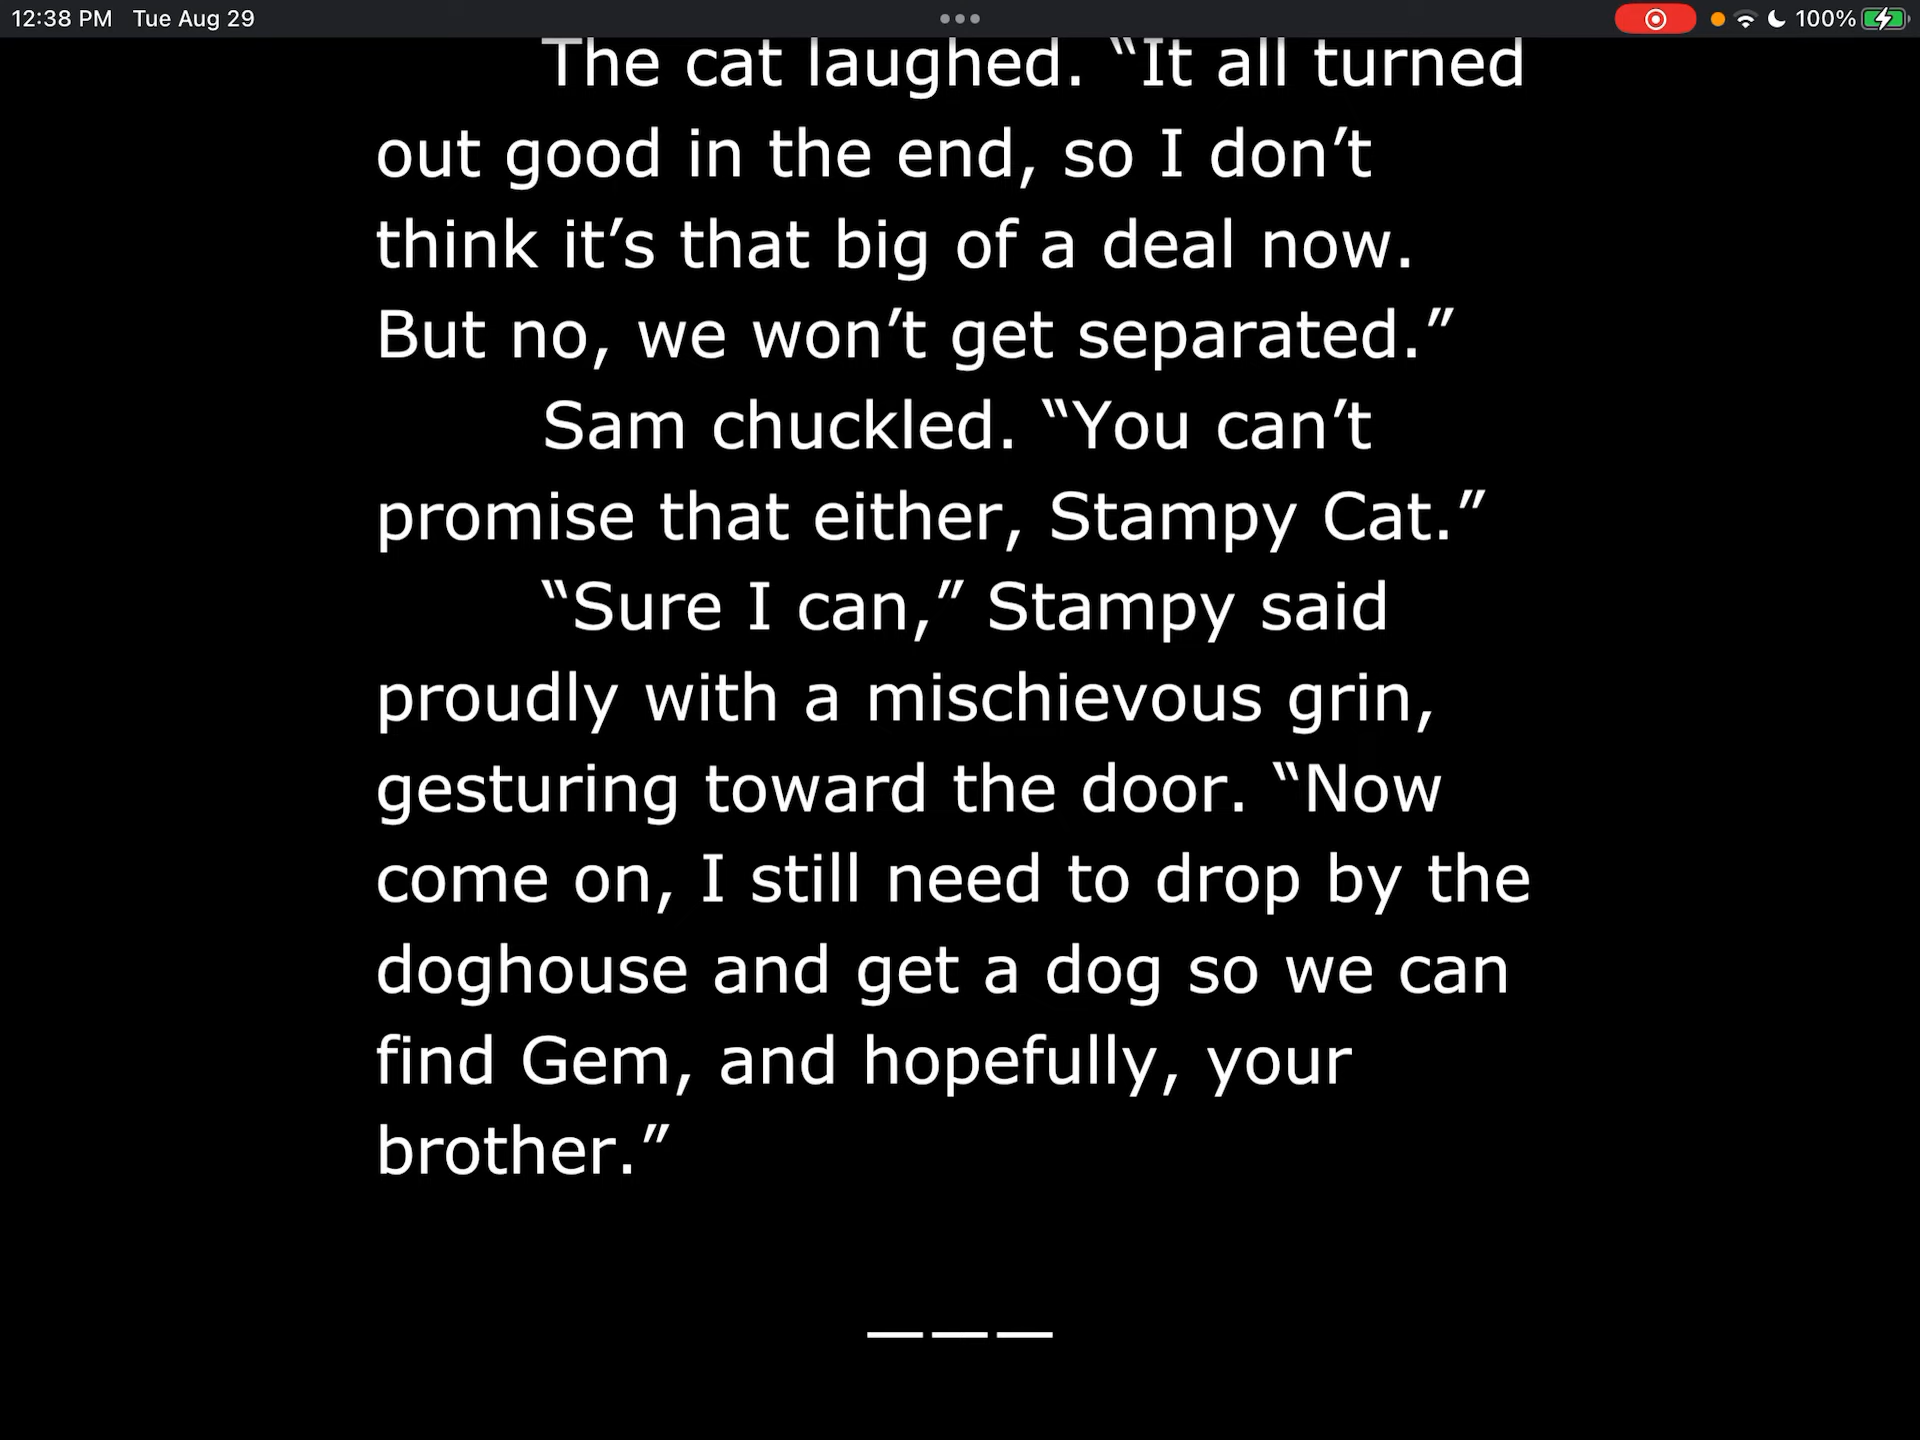 12:38 PM Tue Aug 29
100%
The cat laughed. “It all turned
out good in the end, so I don’t
think it’s that big of a deal now.
But no, we won’t get separated.”
Sam chuckled. “You can’t
promise that either, Stampy Cat.”
“Sure I can,” Stampy said
proudly with a mischievous grin,
gesturing toward the door. “Now
come on, I still need to drop by the
doghouse and get a dog so we can
find Gem, and hopefully, your
brother.”
———